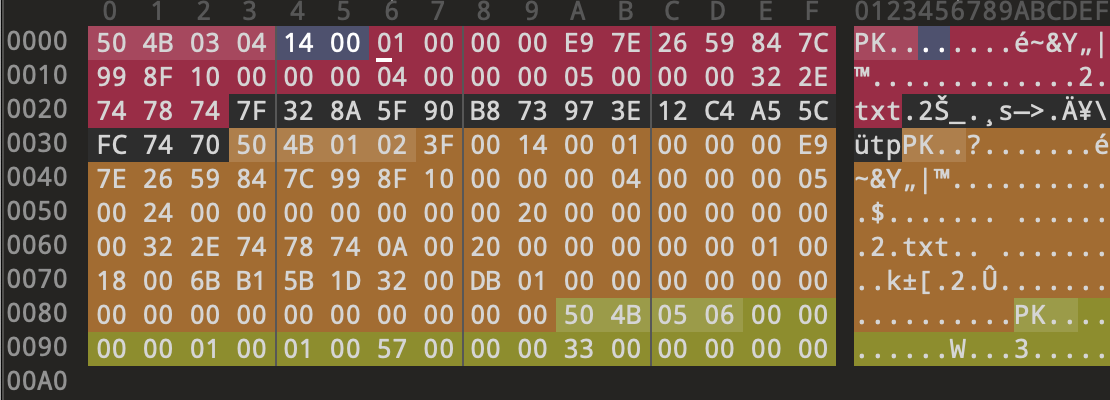 0 1 2 3 4 5 6 7 8 9 A B C D E F 0123456789ABCDEF
0000 50 4B 03 04 14 00 01 00 00 00 E9 7E 26 59 84 7C PK........é~&Y„|
0010 99 8F 10 00 00 00 04 00 00 00 05 00 00 00 32 2E ™.............2.
0020 74 78 74 7F 32 8A 5F 90 B8 73 97 3E 12 C4 A5 5C txt.2Š_.¸s—>.Ä¥\
0030 FC 74 70 50 4B 01 02 3F 00 14 00 01 00 00 00 E9 ütpPK..?.......é
0040 7E 26 59 84 7C 99 8F 10 00 00 00 04 00 00 00 05 ~&Y„|™..........
0050 00 24 00 00 00 00 00 00 00 20 00 00 00 00 00 00 .$....... ......
0060 00 32 2E 74 78 74 0A 00 20 00 00 00 00 00 01 00 .2.txt.. .......
0070 18 00 6B B1 5B 1D 32 00 DB 01 00 00 00 00 00 00 ..k±[.2.Û.......
0080 00 00 00 00 00 00 00 00 00 00 50 4B 05 06 00 00 ..........PK....
0090 00 00 01 00 01 00 57 00 00 00 33 00 00 00 00 00 ......W...3.....
00A0